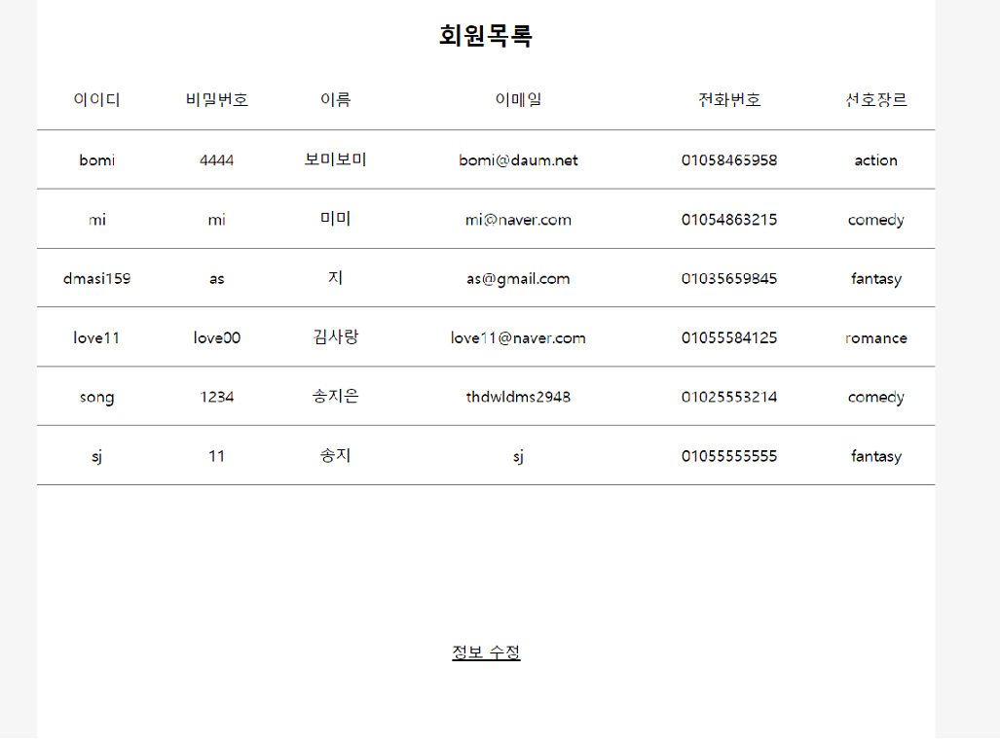 회원목록
아이디 비밀번호 이름 이메일 전화번호 선호장르
bomi 4444 보미보미 bomi@daum.net 01058465958 action
mi mi 미미 mi@naver.com 01054863215 comedy
dmasi159 as 지 as@gmail.com 01035659845 fantasy
love11 love00 김사랑 love11@naver.com 01055584125 romance
song 1234 송지은 thdwldms2948 01025553214 comedy
sj 11 송지 sj 01055555555 fantasy
정보 수정